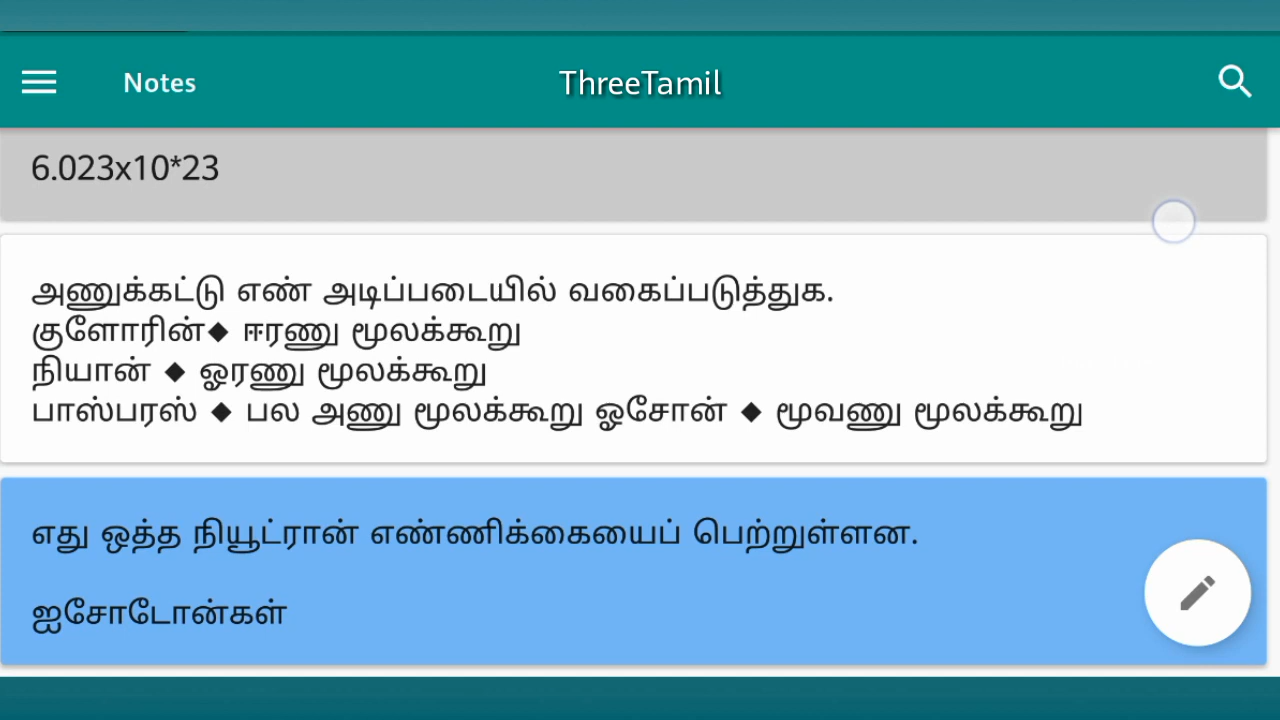 Notes
ThreeTamil
6.023x10*23
அணுக்கட்டு எண் அடிப்படையில் வகைப்படுத்துக.
குளோரின்◆ ஈரணு மூலக்கூறு
நியான் ◆ ஓரணு மூலக்கூறு
பாஸ்பரஸ் ◆ பல அணு மூலக்கூறு ஓசோன் ◆ மூவணு மூலக்கூறு
எது ஒத்த நியூட்ரான் எண்ணிக்கையைப் பெற்றுள்ளன.
ஐசோடோன்கள்